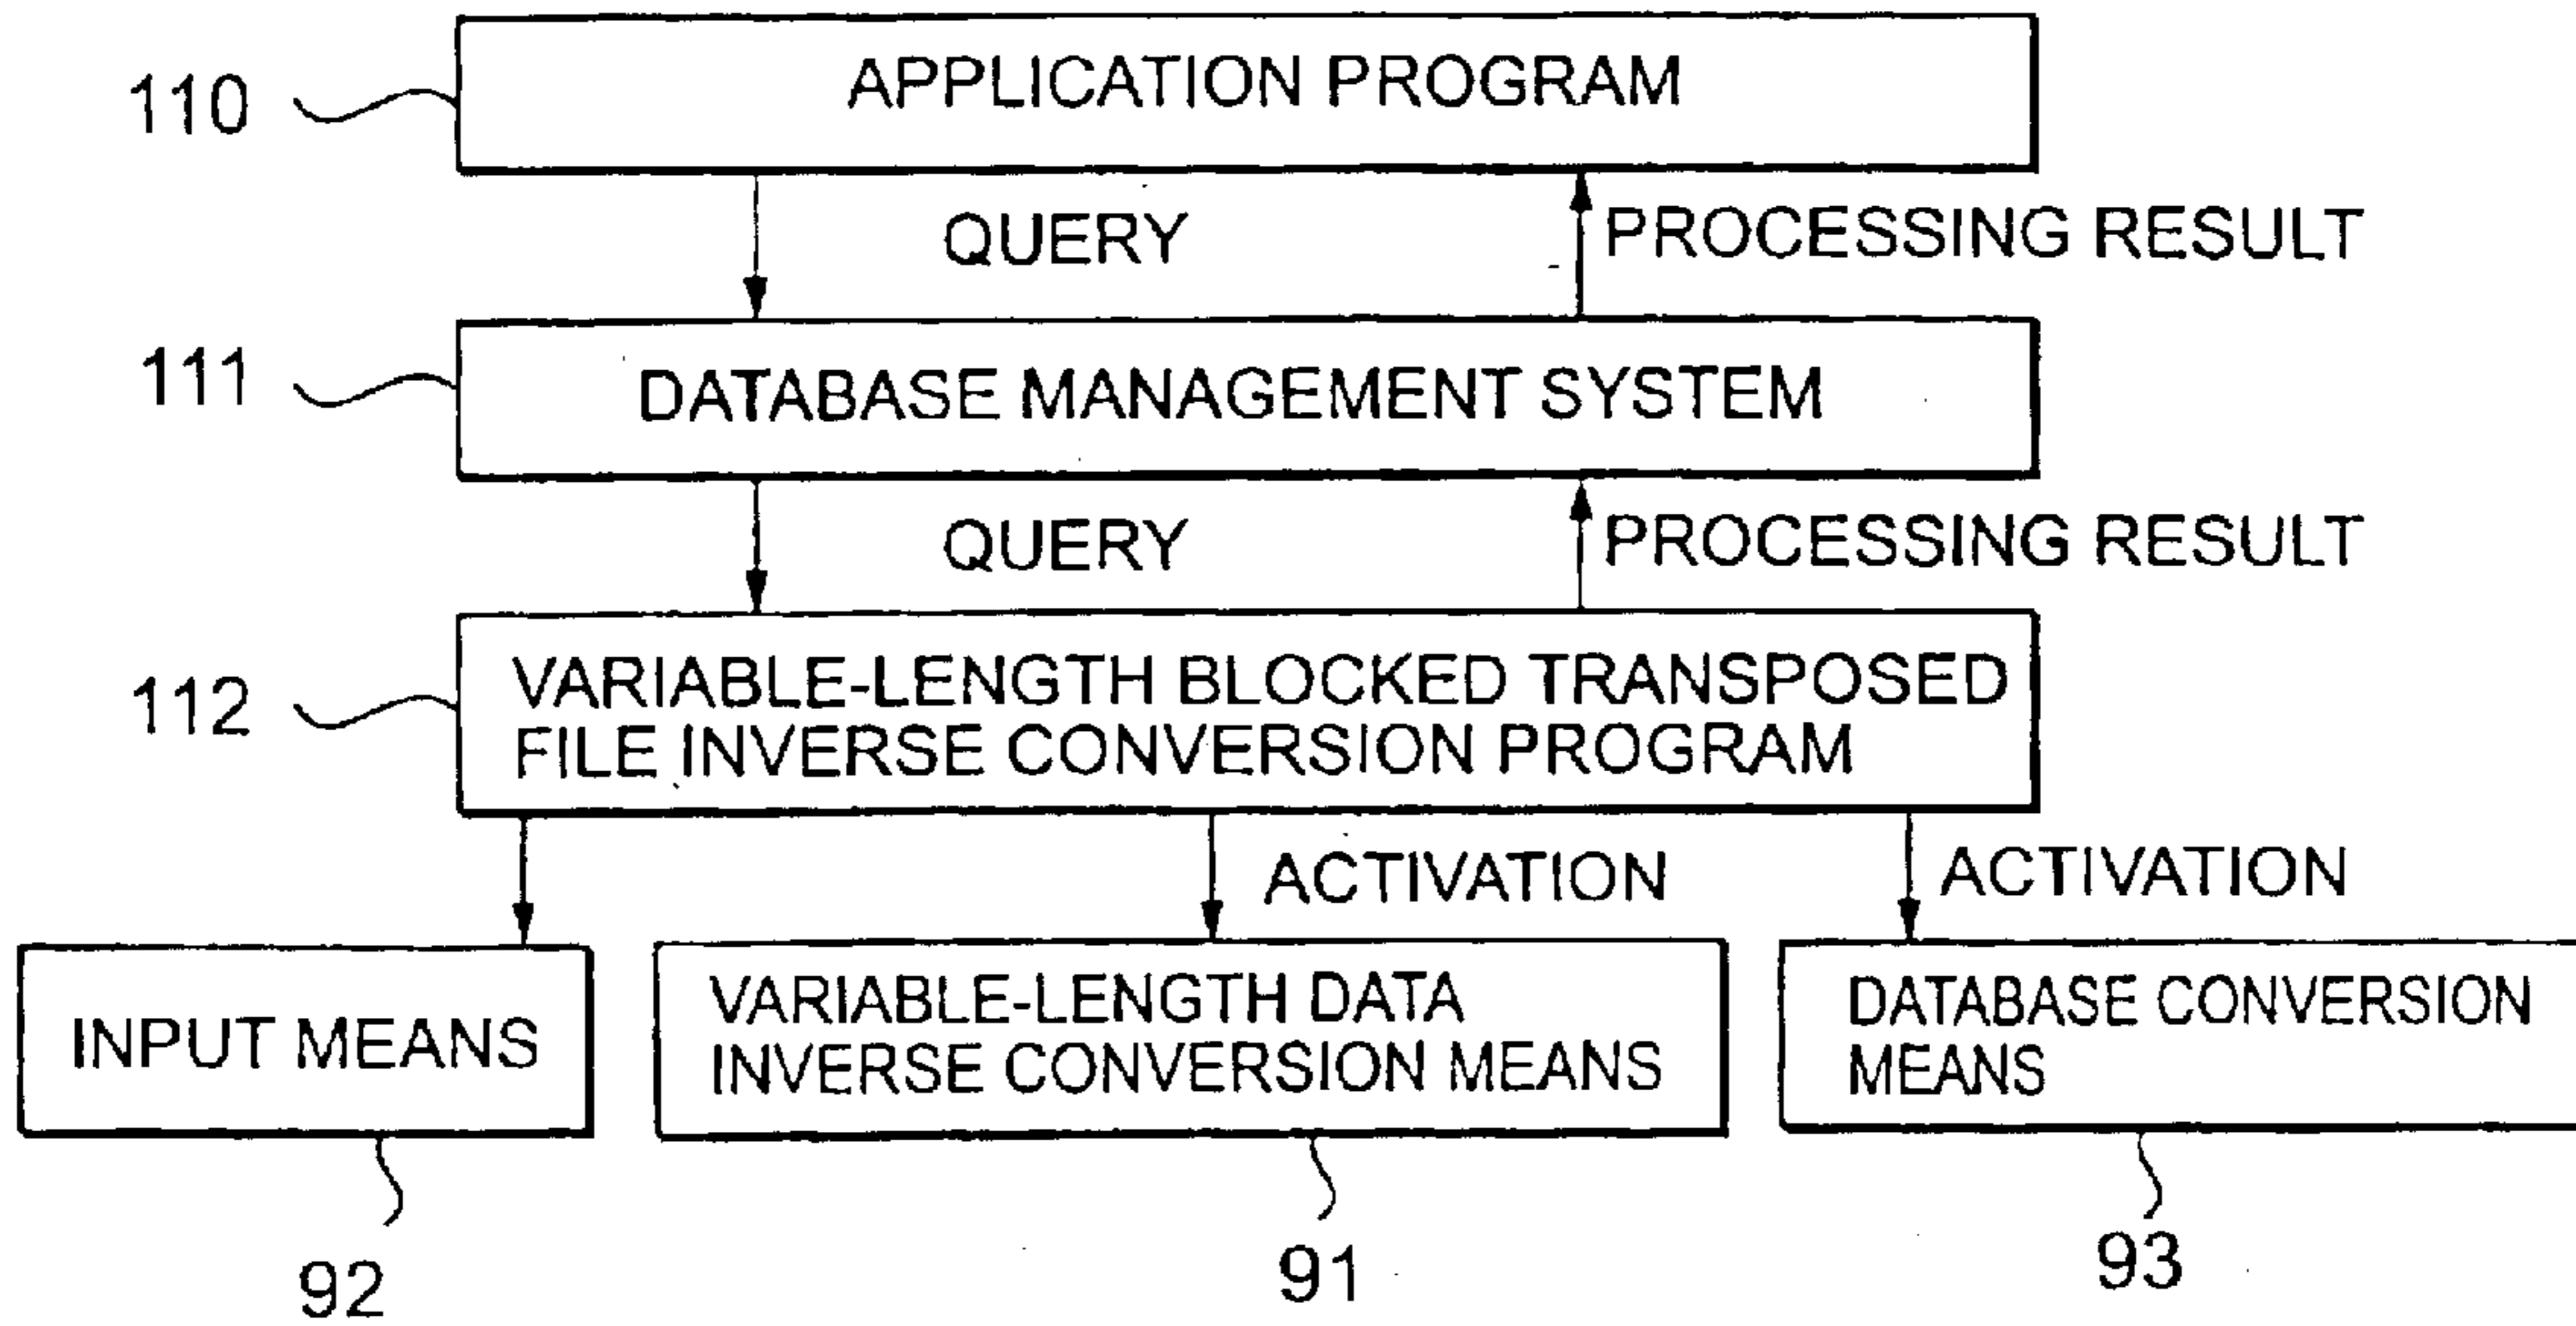 APPLICATION PROGRAM
110
QUERY
PROCESSING RESULT
111
DATABASE MANAGEMENT SYSTEM
QUERY
PROCESSING RESULT
112
VARIABLE-LENGTH BLOCKED TRANSPOSED
FILE INVERSE CONVERSION PROGRAM
ACTIVATION
ACTIVATION
INPUT MEANS
VARIABLE-LENGTH DATA
INVERSE CONVERSION MEANS
DATABASE CONVERSION
MEANS
92
91
93